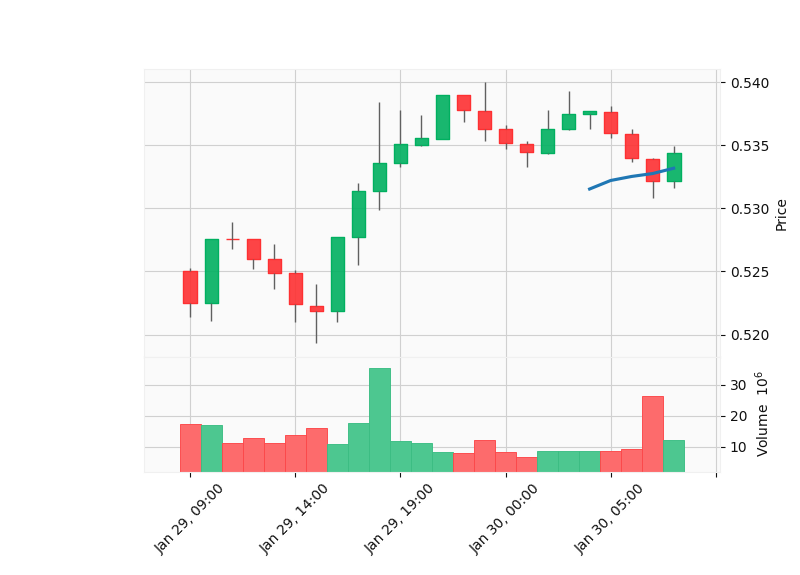 0.540
0.535
0.530
0.525
0.520
Price
30
20
10
Volume 10^6
Jan 29, 09:00
Jan 29, 14:00
Jan 29, 19:00
Jan 30, 00:00
Jan 30, 05:00